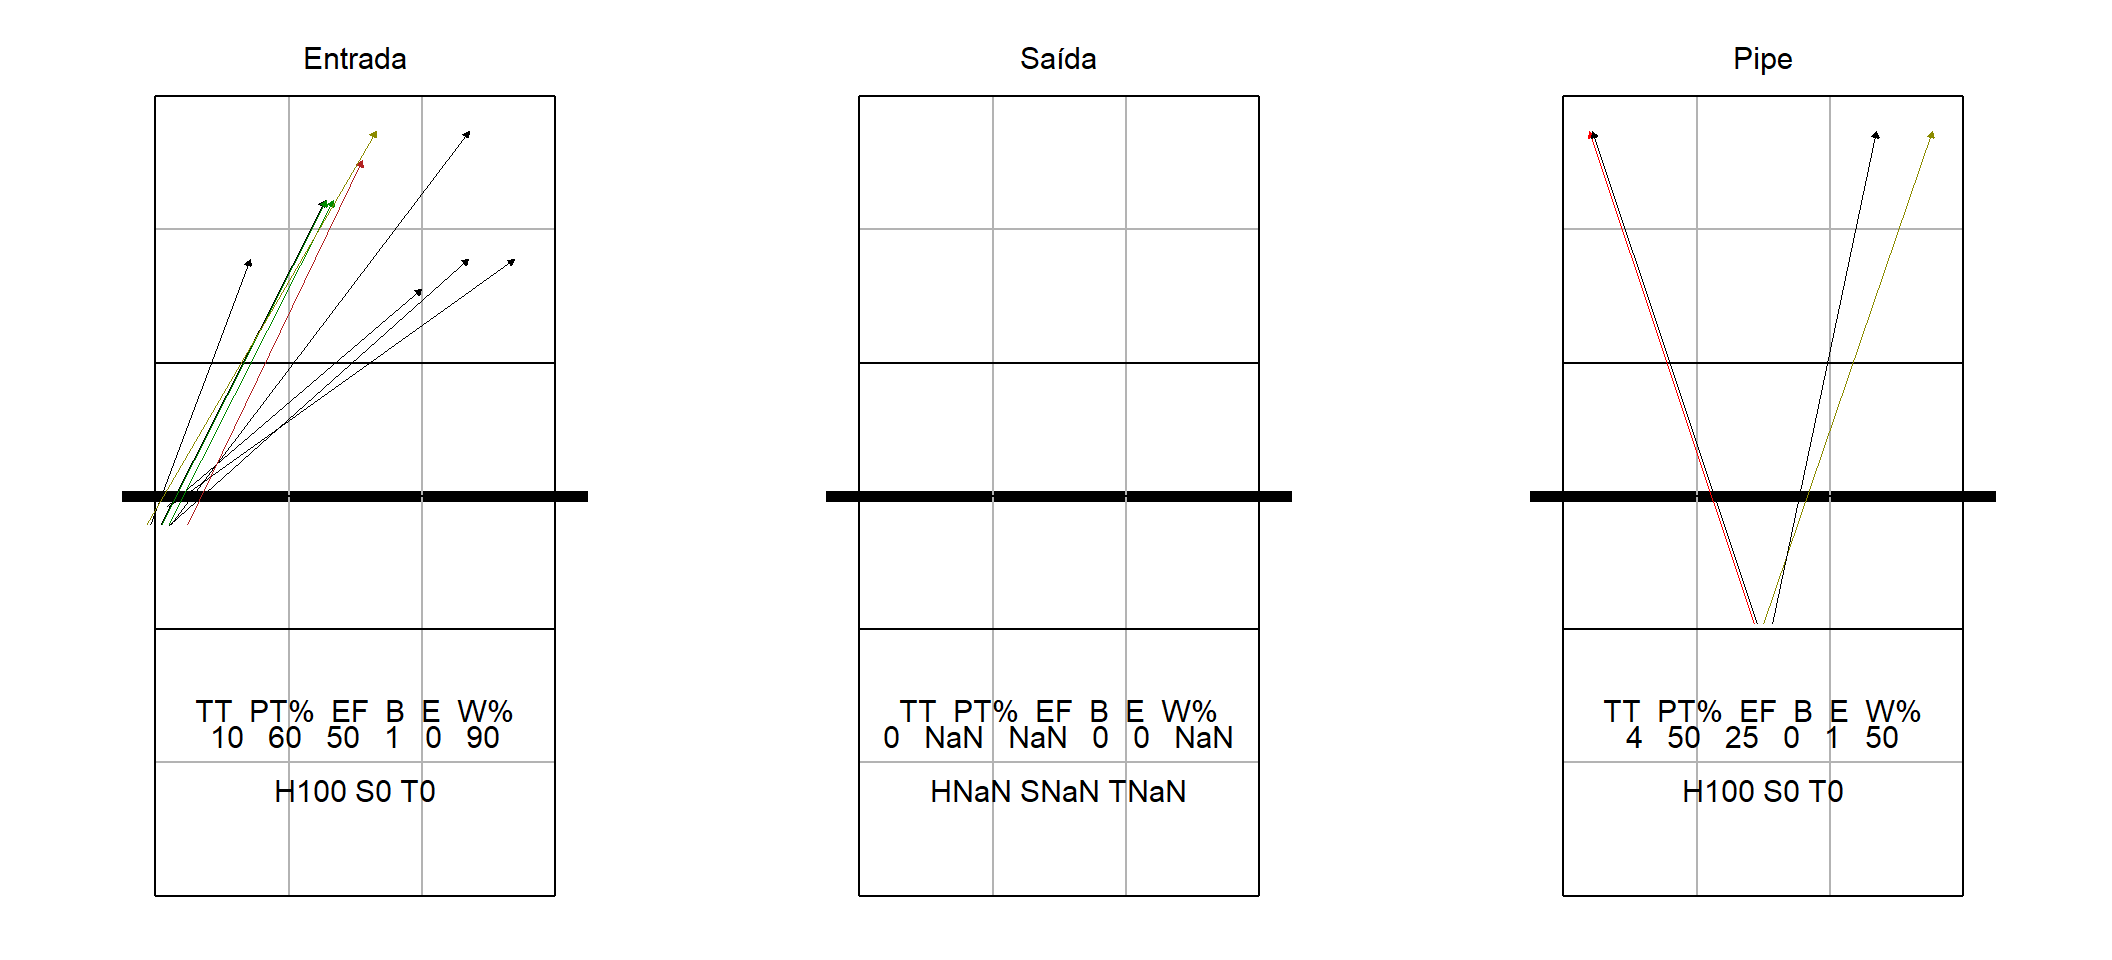 Entrada
TT PT% EF B E W%
10 60 50 1 0 90
H100 S0 T0
Saída
TT PT% EF B E W%
0 NaN NaN 0 0 NaN
HNaN SNaN TNaN
Pipe
TT PT% EF B E W%
4 50 25 0 1 50
H100 S0 T0